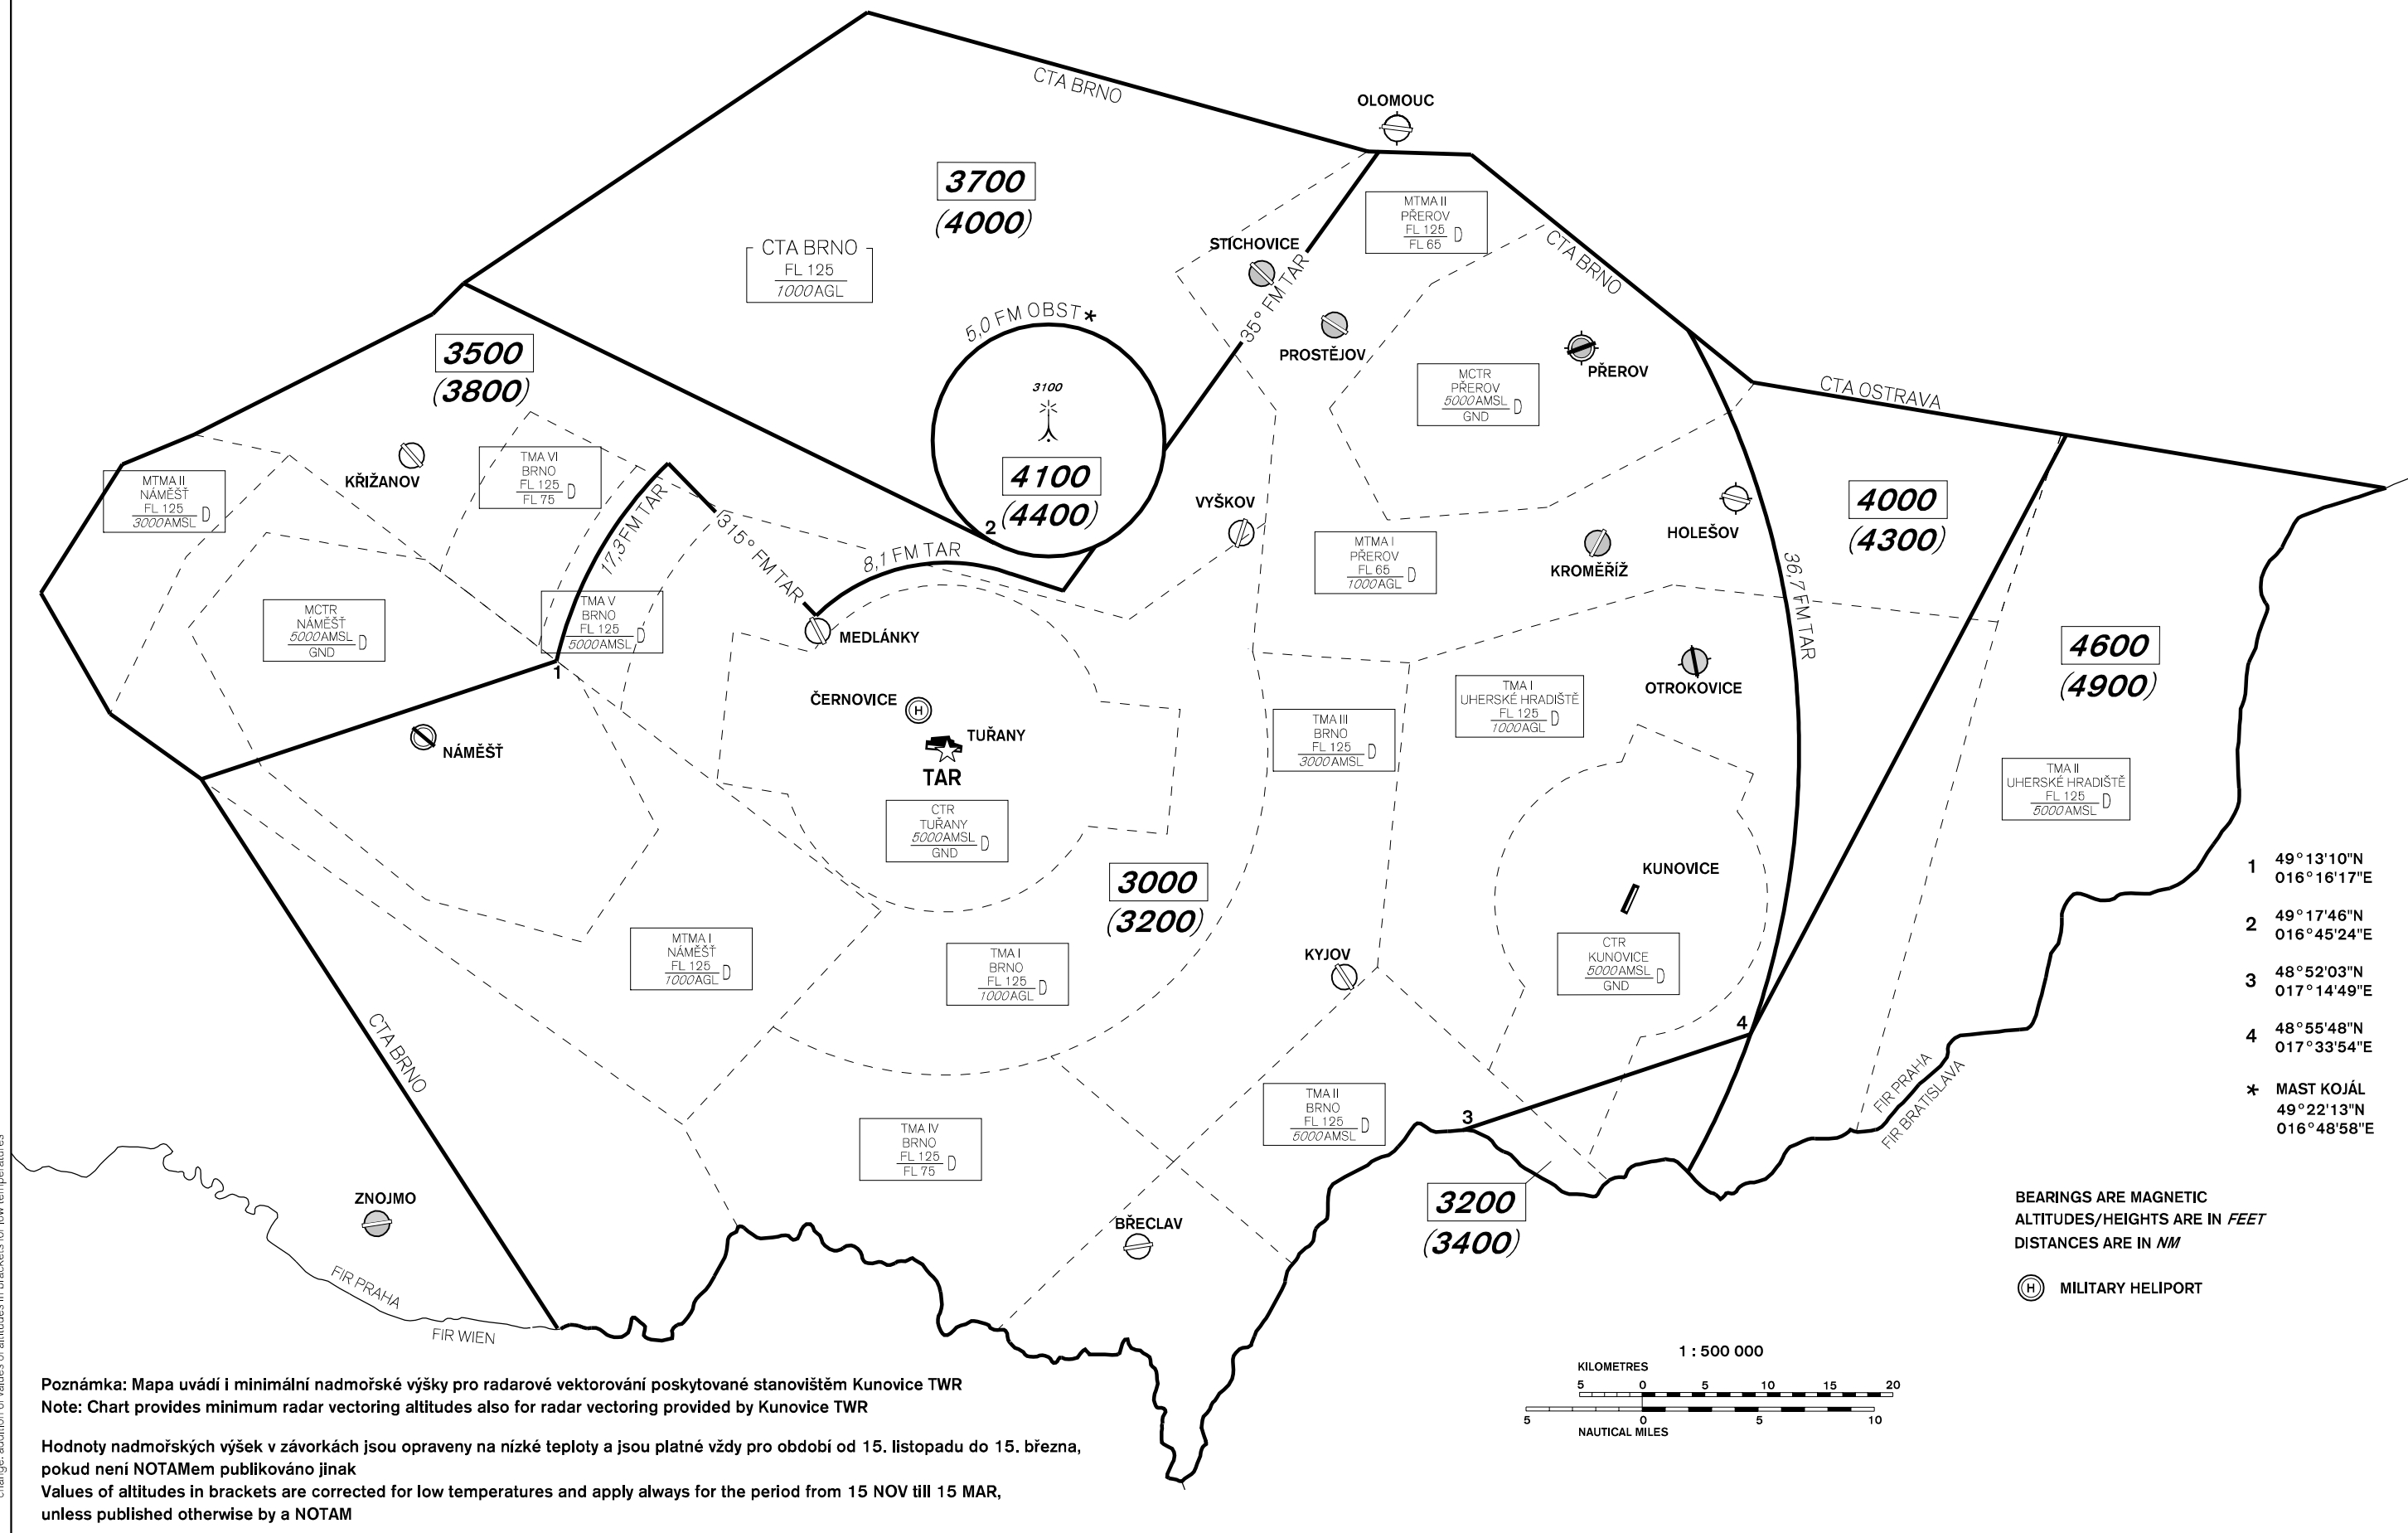 CTA BRNO
OLOMOUC
3700
(4000)
MTMA II
PŘEROV
FL 125
FL 65
D
CTA BRNO
FL 125
1000 AGL
STICHOVICE
CTA BRNO
35° FM TAR
5,0 FM OBST *
PROSTĚJOV
PŘEROV
3500
(3800)
3100
MCTR
PŘEROV
5000 AMSL
GND
D
CTA OSTRAVA
KŘIŽANOV
TMA VI
BRNO
FL 125
FL 75
D
MTMA II
NÁMĚŠŤ
FL 125
3000 AMSL
D
4100
(4400)
2
VYŠKOV
4000
(4300)
HOLEŠOV
17,3 FM TAR
315° FM TAR
8,1 FM TAR
MTMA I
PŘEROV
FL 65
1000 AGL
D
KROMĚŘÍŽ
36,7 FM TAR
MCTR
NÁMĚŠŤ
5000 AMSL
GND
D
TMA V
BRNO
FL 125
5000 AMSL
D
MEDLÁNKY
4600
(4900)
1
OTROKOVICE
ČERNOVICE
H
TMA I
UHERSKÉ HRADIŠTĚ
FL 125
1000 AGL
D
NÁMĚŠŤ
TUŘANY
TAR
TMA III
BRNO
FL 125
3000 AMSL
D
TMA II
UHERSKÉ HRADIŠTĚ
FL 125
5000 AMSL
D
CTR
TUŘANY
5000 AMSL
GND
D
3000
(3200)
KUNOVICE
MTMA I
NÁMĚŠŤ
FL 125
1000 AGL
D
TMA I
BRNO
FL 125
1000 AGL
D
KYJOV
CTR
KUNOVICE
5000 AMSL
GND
D
CTA BRNO
4
3
FIR PRAHA
FIR BRATISLAVA
TMA IV
BRNO
FL 125
FL 75
D
TMA II
BRNO
FL 125
5000 AMSL
D
ZNOJMO
BŘECLAV
3200
(3400)
FIR PRAHA
FIR WIEN
1 49°13'10"N
016°16'17"E
2 49°17'46"N
016°45'24"E
3 48°52'03"N
017°14'49"E
4 48°55'48"N
017°33'54"E
* MAST KOJÁL
49°22'13"N
016°48'58"E
BEARINGS ARE MAGNETIC
ALTITUDES/HEIGHTS ARE IN FEET
DISTANCES ARE IN NM
H MILITARY HELIPORT
1 : 500 000
KILOMETRES
5 0 5 10 15 20
5 0 5 10
NAUTICAL MILES
Poznámka: Mapa uvádí i minimální nadmořské výšky pro radarové vektorování poskytované stanovištěm Kunovice TWR
Note: Chart provides minimum radar vectoring altitudes also for radar vectoring provided by Kunovice TWR
Hodnoty nadmořských výšek v závorkách jsou opraveny na nízké teploty a jsou platné vždy pro období od 15. listopadu do 15. března,
pokud není NOTAMem publikováno jinak
Values of altitudes in brackets are corrected for low temperatures and apply always for the period from 15 NOV till 15 MAR,
unless published otherwise by a NOTAM